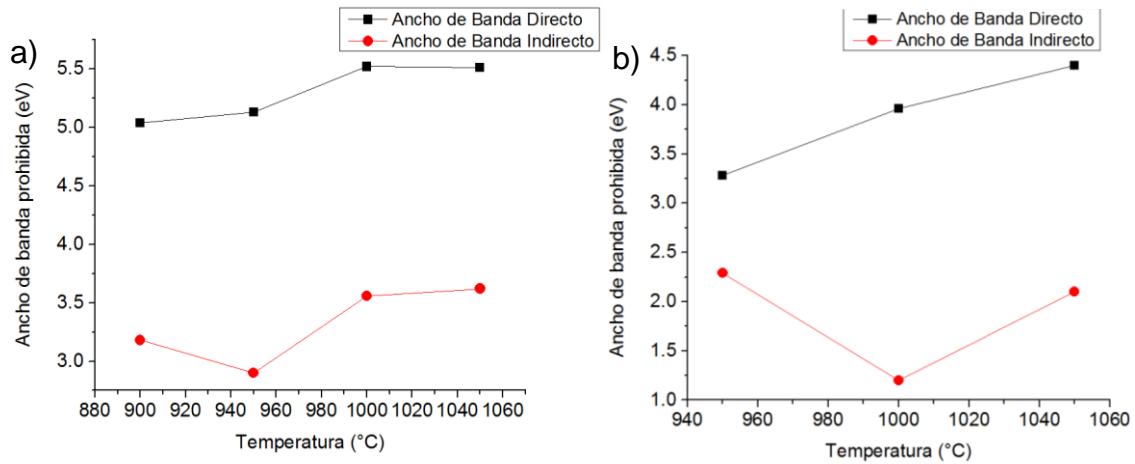 a)
Ancho de Banda Directo
Ancho de Banda Indirecto
5.5
5.0
4.5
4.0
3.5
3.0
Ancho de banda prohibida (eV)
880 900 920 940 960 980 1000 1020 1040 1060
Temperatura (°C)
b)
Ancho de Banda Directo
Ancho de Banda Indirecto
4.5
4.0
3.5
3.0
2.5
2.0
1.5
1.0
Ancho de banda prohibida (eV)
940 960 980 1000 1020 1040 1060
Temperatura (°C)